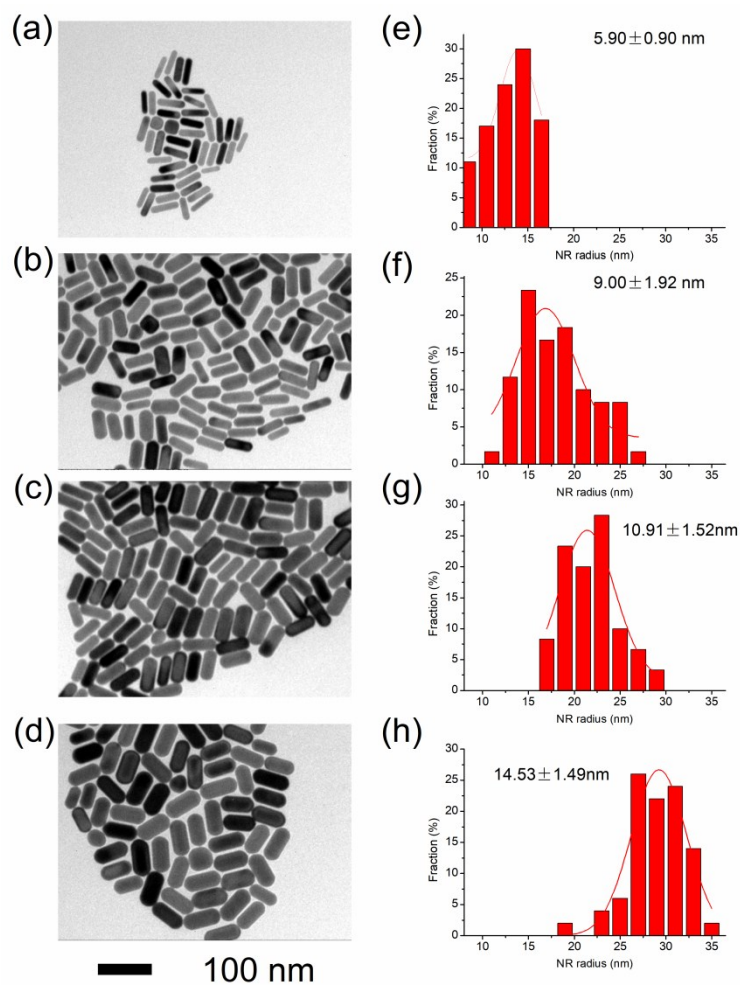 (a)
(e)
5.90±0.90 nm
Fraction (%)
30
25
20
15
10
5
0
10 15 20 25 30 35
NR radius (nm)
(b)
(f)
9.00±1.92 nm
Fraction (%)
25
20
15
10
5
0
10 15 20 25 30 35
NR radius (nm)
(c)
(g)
10.91±1.52nm
Fraction (%)
30
25
20
15
10
5
0
10 15 20 25 30 35
NR radius (nm)
(d)
(h)
14.53±1.49nm
Fraction (%)
30
25
20
15
10
5
0
10 15 20 25 30 35
NR radius (nm)
100 nm